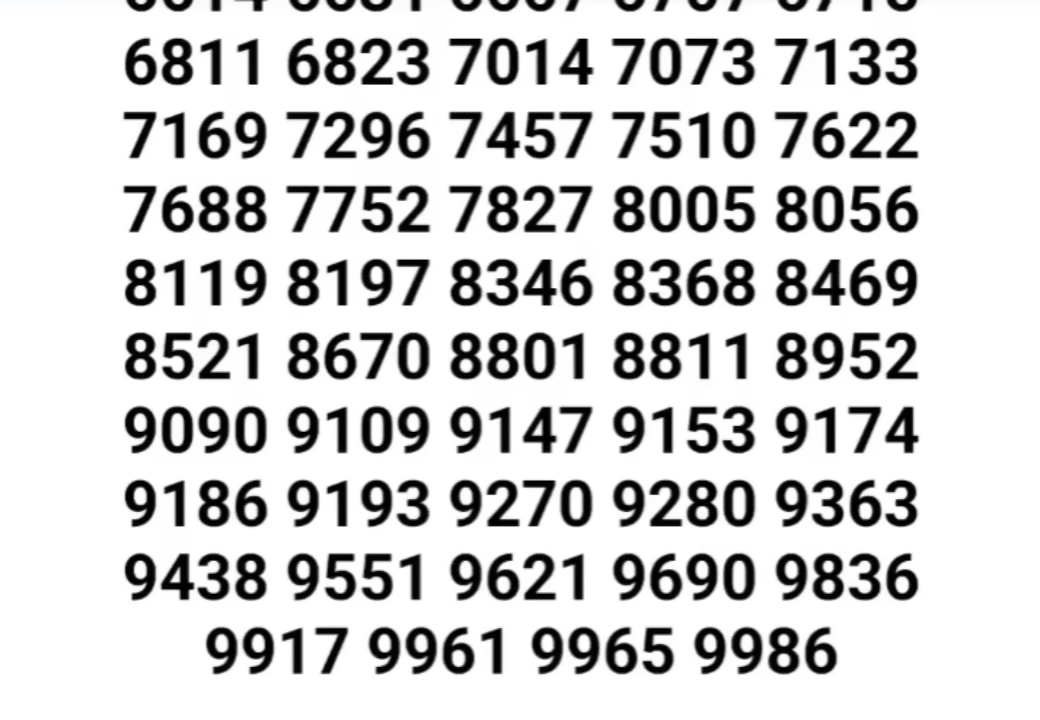 6811 6823 7014 7073 7133
7169 7296 7457 7510 7622
7688 7752 7827 8005 8056
8119 8197 8346 8368 8469
8521 8670 8801 8811 8952
9090 9109 9147 9153 9174
9186 9193 9270 9280 9363
9438 9551 9621 9690 9836
9917 9961 9965 9986